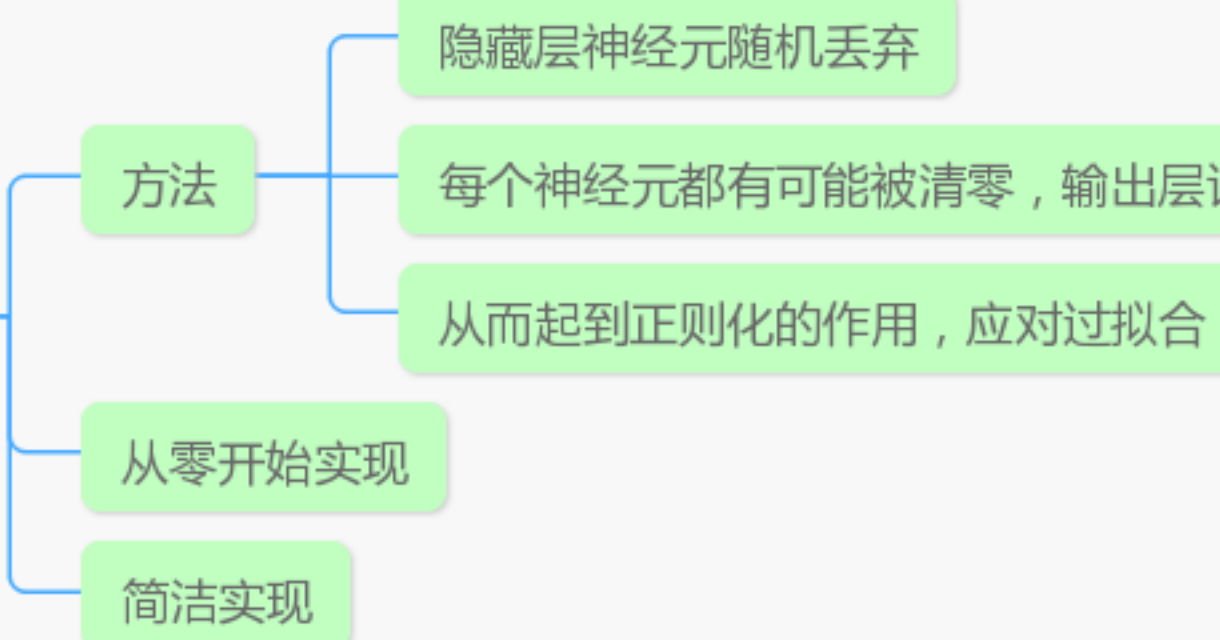 隐藏层神经元随机丢弃
方法
每个神经元都有可能被清零，输出层
从而起到正则化的作用，应对过拟合
从零开始实现
简洁实现